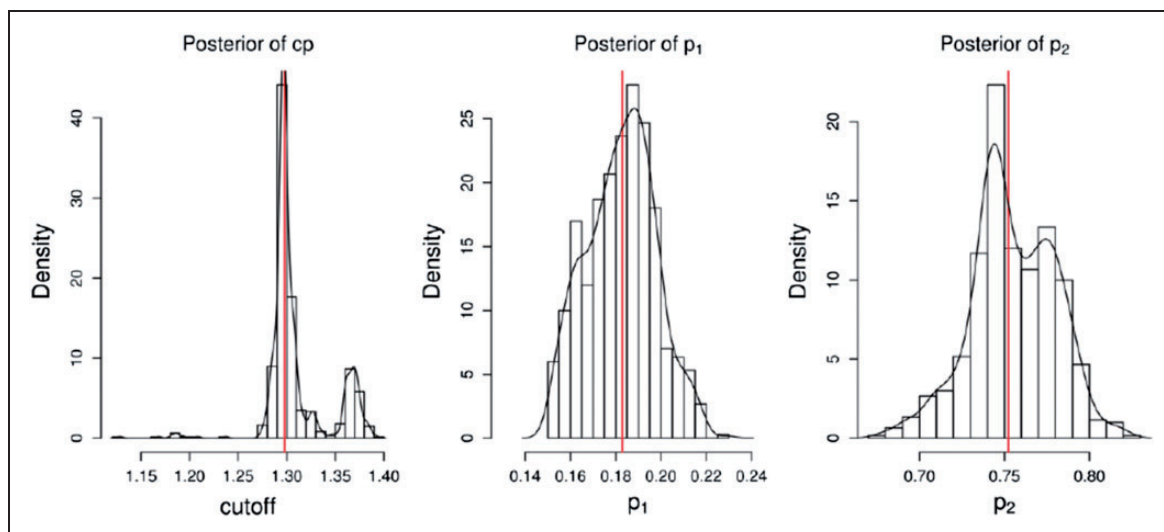 Posterior of cp
Density
0 10 20 30 40
1.15 1.20 1.25 1.30 1.35 1.40
cutoff
Posterior of p₁
Density
0 5 10 15 20 25
0.14 0.16 0.18 0.20 0.22 0.24
p₁
Posterior of p₂
Density
0 5 10 15 20
0.70 0.75 0.80
p₂